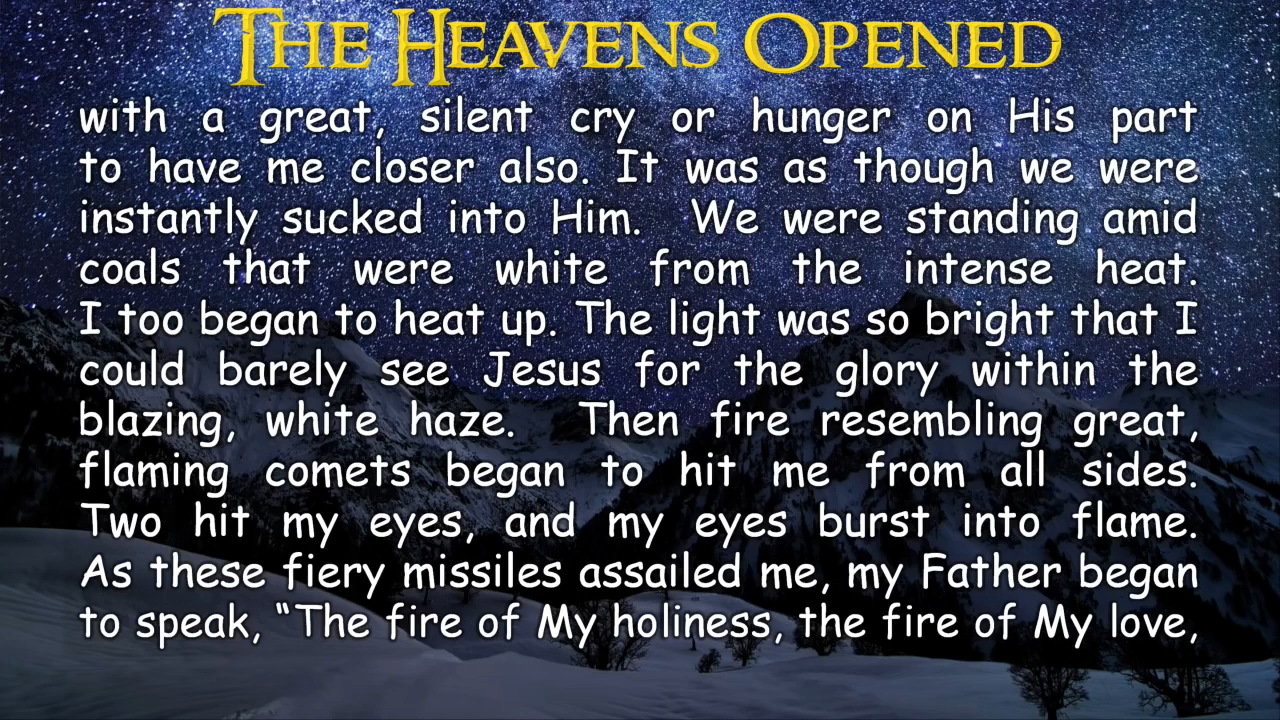 The Heavens Opened
with a great, silent cry or hunger on His part
to have me closer also. It was as though we were
instantly sucked into Him. We were standing amid
coals that were white from the intense heat.
I too began to heat up. The light was so bright that I
could barely see Jesus for the glory within the
blazing, white haze. Then fire resembling great,
flaming comets began to hit me from all sides.
Two hit my eyes, and my eyes burst into flame.
As these fiery missiles assailed me, my Father began
to speak, “The fire of My holiness, the fire of My love,